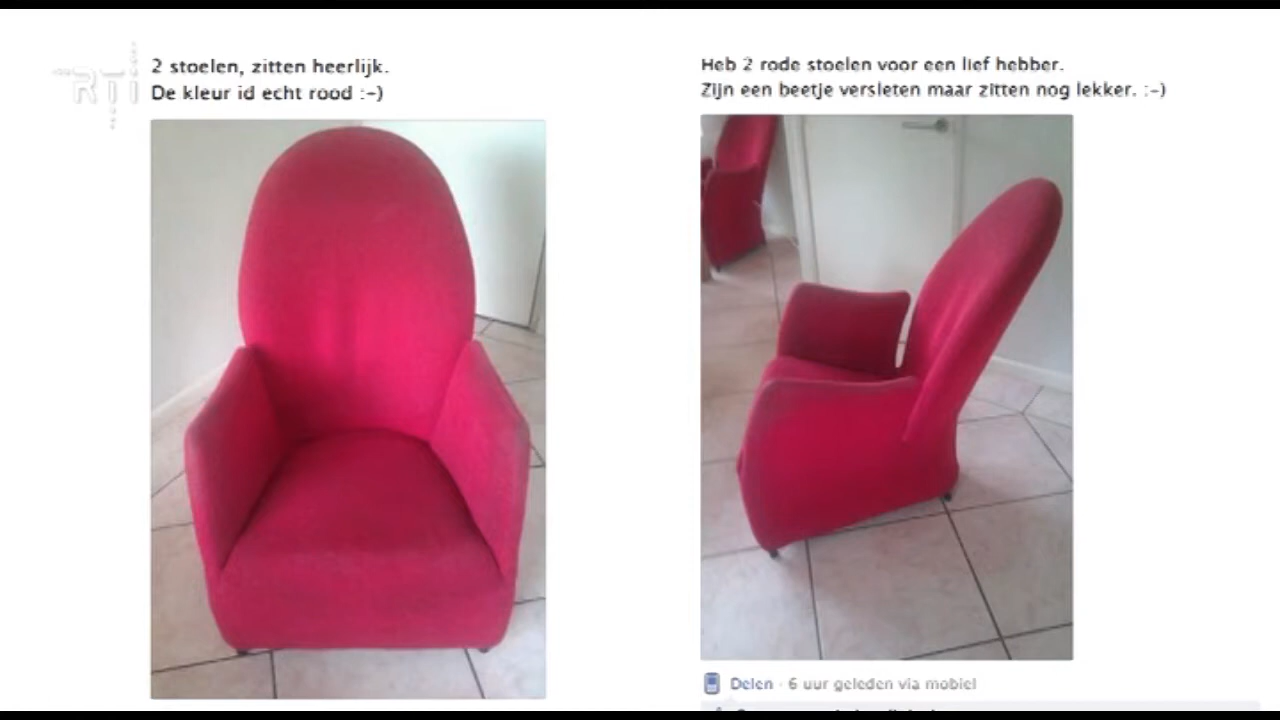 RTi
2 stoelen, zitten heerlijk.
De kleur id echt rood :-)
Heb 2 rode stoelen voor een lief hebber.
Zijn een beetje versleten maar zitten nog lekker. :-)
Delen · 6 uur geleden via mobiel